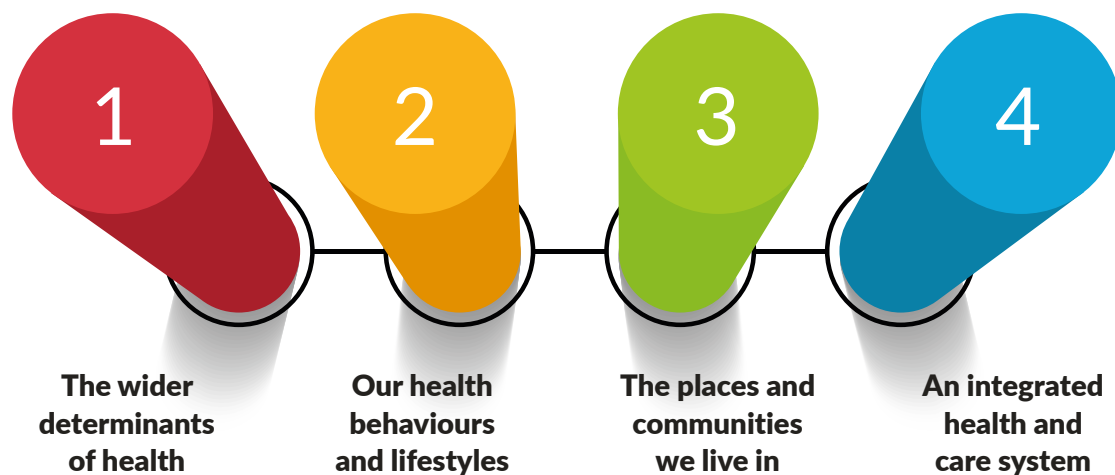 1
2
3
4
The wider
determinants
of health
Our health
behaviours
and lifestyles
The places and
communities
we live in
An integrated
health and
care system